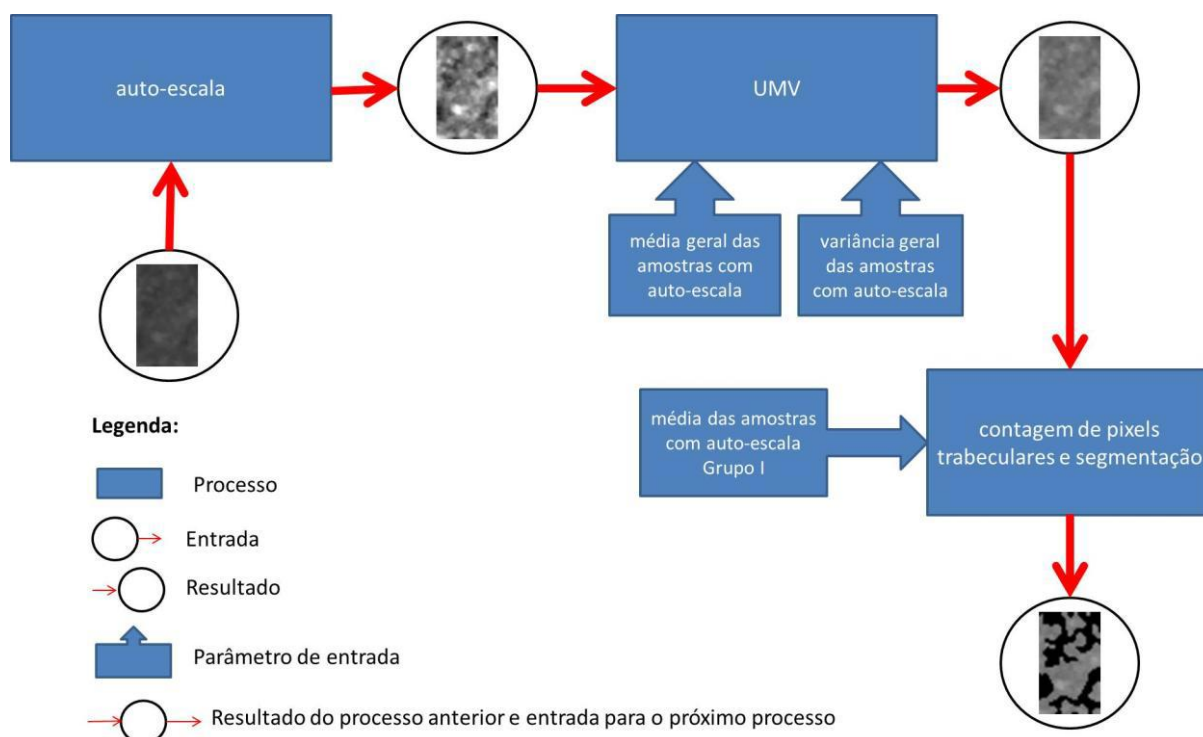 auto-escala
UMV
média geral das
amostras com
auto-escala
variância geral
das amostras
com auto-escala
média das amostras
com auto-escala
Grupo I
contagem de pixels
trabeculares e segmentação
Legenda:
Processo
Entrada
Resultado
Parâmetro de entrada
Resultado do processo anterior e entrada para o próximo processo